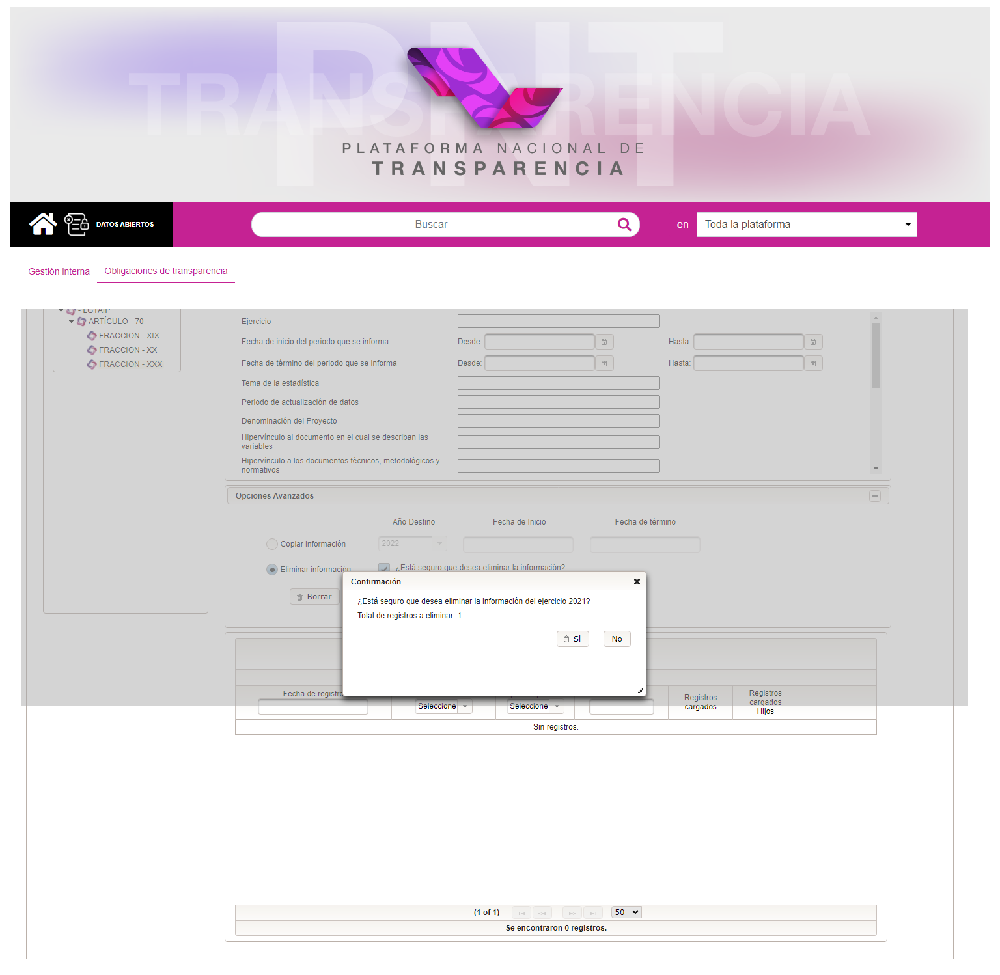 PNT
TRANSPARENCIA
PLATAFORMA NACIONAL DE
TRANSPARENCIA
DATOS ABIERTOS
Buscar
en
Toda la plataforma
Gestión interna
Obligaciones de transparencia
- LGTAIP
ARTÍCULO - 70
FRACCION - XIX
FRACCION - XX
FRACCION - XXX
Ejercicio
Fecha de inicio del periodo que se informa
Desde:
Hasta:
Fecha de término del periodo que se informa
Desde:
Hasta:
Tema de la estadística
Periodo de actualización de datos
Denominación del Proyecto
Hipervínculo al documento en el cual se describan las
variables
Hipervínculo a los documentos técnicos, metodológicos y
normativos
Opciones Avanzados
Año Destino
Fecha de Inicio
Fecha de término
Copiar información
2022
Eliminar información
¿Está seguro que desea eliminar la información?
Borrar
Confirmación
¿Está seguro que desea eliminar la información del ejercicio 2021?
Total de registros a eliminar: 1
Si
No
Fecha de registro
Seleccione
Seleccione
Registros
cargados
Registros
cargados
Hijos
Sin registros.
(1 of 1)
50
Se encontraron 0 registros.